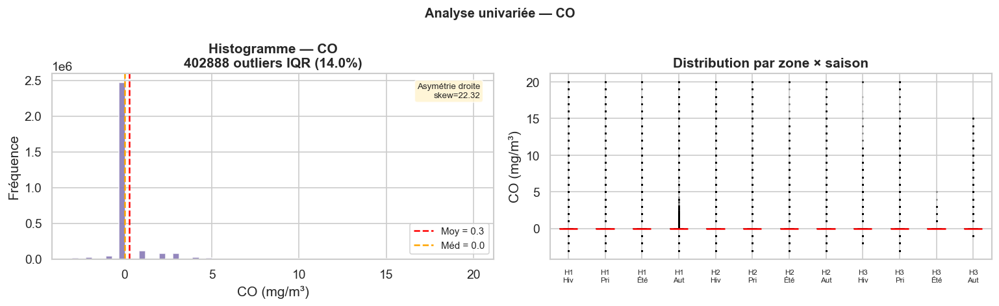 Analyse univariée — CO
Histogramme — CO
402888 outliers IQR (14.0%)
1e6
2.5
2.0
1.5
1.0
0.5
0.0
Fréquence
Asymétrie droite
skew=22.32
Moy = 0.3
Méd = 0.0
0
5
10
15
20
CO (mg/m³)
Distribution par zone × saison
20
15
10
5
0
CO (mg/m³)
H1
Hiv
H1
Pri
H1
Été
H1
Aut
H2
Hiv
H2
Pri
H2
Été
H2
Aut
H3
Hiv
H3
Pri
H3
Été
H3
Aut